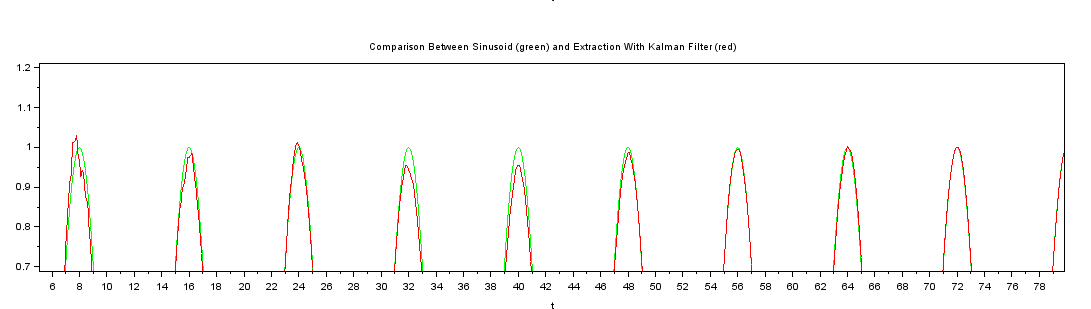 Comparison Between Sinusoid (green) and Extraction With Kalman Filter (red)
1.2
1.1
1
0.9
0.8
0.7
6 8 10 12 14 16 18 20 22 24 26 28 30 32 34 36 38 40 42 44 46 48 50 52 54 56 58 60 62 64 66 68 70 72 74 76 78
t